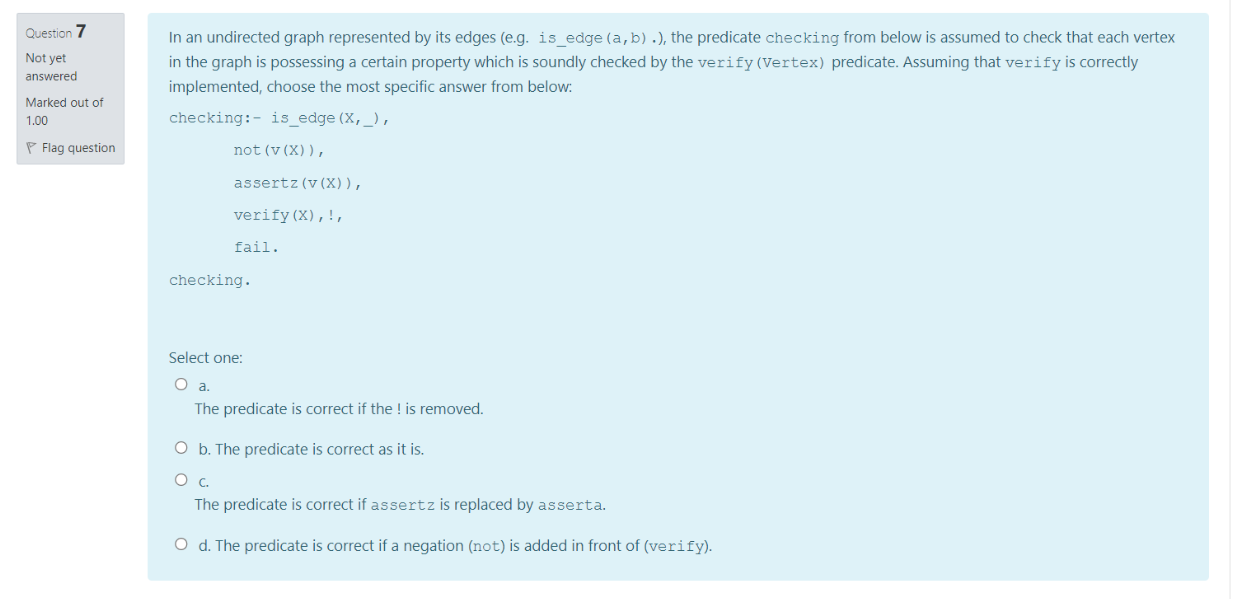 Question 7
Not yet
answered
Marked out of
1.00
Flag question
In an undirected graph represented by its edges (e.g. is_edge(a,b).), the predicate checking from below is assumed to check that each vertex
in the graph is possessing a certain property which is soundly checked by the verify(Vertex) predicate. Assuming that verify is correctly
implemented, choose the most specific answer from below:
checking:- is_edge(X,_),
not(v(X)),
assertz(v(X)),
verify(X),!,
fail.
checking.
Select one:
a.
The predicate is correct if the ! is removed.
b. The predicate is correct as it is.
c.
The predicate is correct if assertz is replaced by asserta.
d. The predicate is correct if a negation (not) is added in front of (verify).